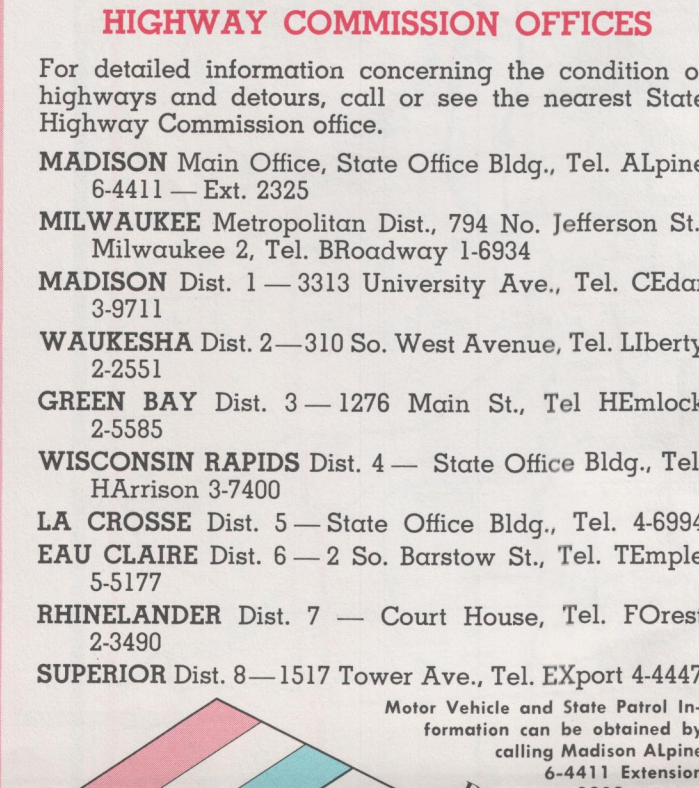 HIGHWAY COMMISSION OFFICES
For detailed information concerning the condition o
highways and detours, call or see the nearest State
Highway Commission office.
MADISON Main Office, State Office Bldg., Tel. ALpine
6-4411 — Ext. 2325
MILWAUKEE Metropolitan Dist., 794 No. Jefferson St.
Milwaukee 2, Tel. BRoadway 1-6934
MADISON Dist. 1 — 3313 University Ave., Tel. CEdar
3-9711
WAUKESHA Dist. 2—310 So. West Avenue, Tel. LIberty
2-2551
GREEN BAY Dist. 3 — 1276 Main St., Tel HEmlock
2-5585
WISCONSIN RAPIDS Dist. 4 — State Office Bldg., Tel
HArrison 3-7400
LA CROSSE Dist. 5 — State Office Bldg., Tel. 4-6994
EAU CLAIRE Dist. 6 — 2 So. Barstow St., Tel. TEmple
5-5177
RHINELANDER Dist. 7 — Court House, Tel. FOrest
2-3490
SUPERIOR Dist. 8—1517 Tower Ave., Tel. EXport 4-4447
Motor Vehicle and State Patrol In-
formation can be obtained by
calling Madison ALpine
6-4411 Extension